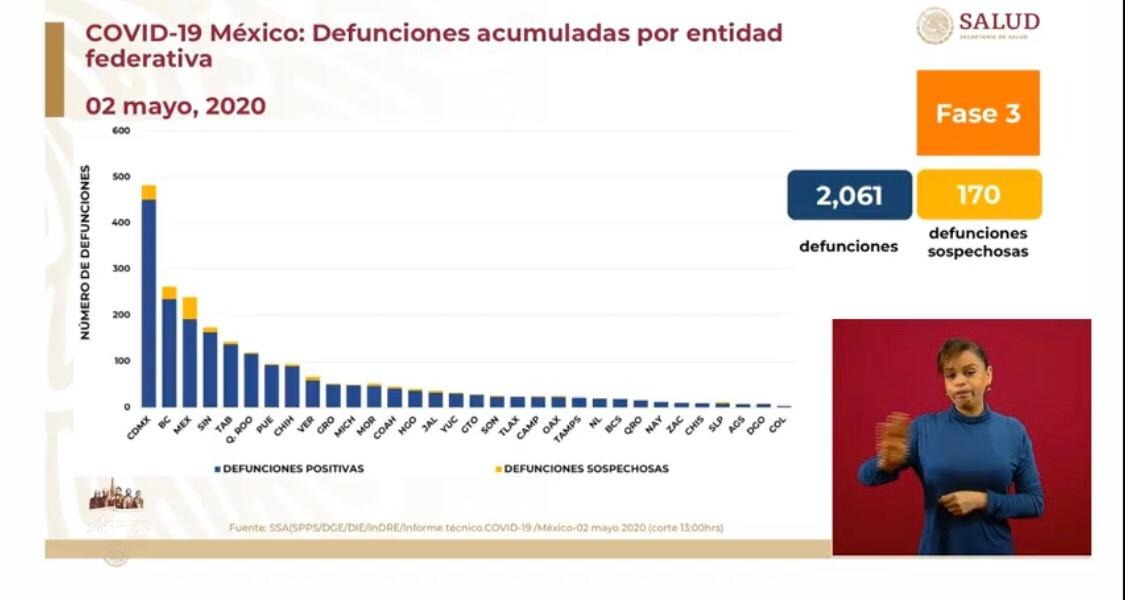 COVID-19 México: Defunciones acumuladas por entidad
federativa
02 mayo, 2020
SALUD
SECRETARÍA DE SALUD
Fase 3
2,061
defunciones
170
defunciones
sospechosas
NÚMERO DE DEFUNCIONES
600
500
400
300
200
100
0
CDMX
BC
MEX
SIN
TAB
Q. ROO
PUE
CHIH
VER
GRO
MICH
MOR
COAH
HGO
JAL
YUC
GTO
SON
TLAX
CAMP
OAX
TAMPS
NL
BCS
QRO
NAY
ZAC
CHIS
SLP
AGS
DGO
COL
DEFUNCIONES POSITIVAS
DEFUNCIONES SOSPECHOSAS
Fuente: SSA(SPPS/DGE/DIE/InDRE/Informe técnico.COVID-19 /México-02 mayo 2020 (corte 13:00hrs)